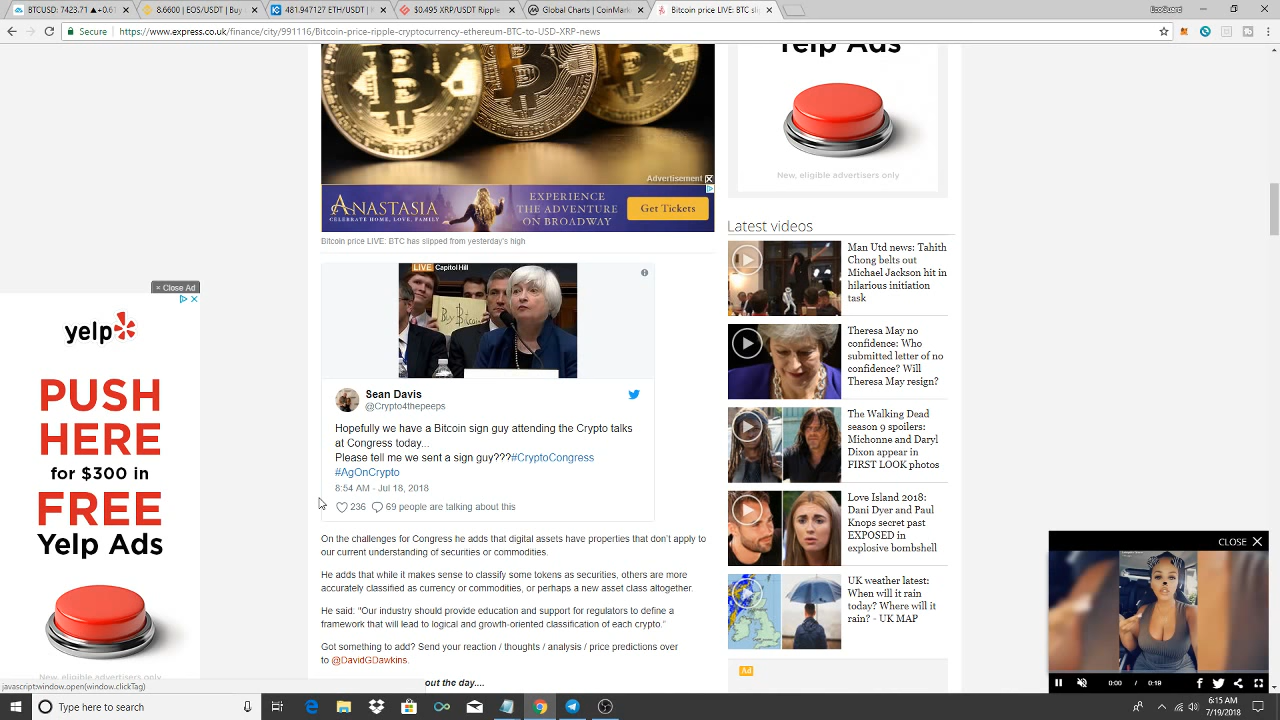 BTCUSD: 7423.71 ▲+0.6
8.6600 | EOS/USDT | Buy
481.947127 ETH/USDT |
$0.495 XRP/USDT - Ripple
Global Charts | CoinMark
Bitcoin price LIVE: BTC sl
Secure
https://www.express.co.uk/finance/city/991116/Bitcoin-price-ripple-cryptocurrency-ethereum-BTC-to-USD-XRP-news
Advertisement
ANASTASIA
CELEBRATE HOME, LOVE, FAMILY
EXPERIENCE
THE ADVENTURE
ON BROADWAY
Get Tickets
Bitcoin price LIVE: BTC has slipped from yesterday's high
LIVE Capitol Hill
Buy Bitcoin
Sean Davis
@Crypto4thepeeps
Hopefully we have a Bitcoin sign guy attending the Crypto talks
at Congress today...
Please tell me we sent a sign guy???#CryptoCongress
#AgOnCrypto
8:54 AM - Jul 18, 2018
236
69 people are talking about this
On the challenges for Congress he adds that digital assets have properties that don't apply to
our current understanding of securities or commodities.
He adds that while it makes sense to classify some tokens as securities, others are more
accurately classified as currency or commodities, or perhaps a new asset class altogether.
He said: "Our industry should provide education and support for regulators to define a
framework that will lead to logical and growth-oriented classification of each crypto."
Got something to add? Send your reaction / thoughts / analysis / price predictions over
to @DavidGDawkins.
out the day....
× Close Ad
yelp
PUSH
HERE
for $300 in
FREE
Yelp Ads
New, eligible advertisers only
javascript:window.open(window.clickTag)
Yelp Ads
New, eligible advertisers only
Latest videos
Man Utd news: Tahith
Chong belts out
Michael Jackson hit in
hilarious initiation
task
Theresa May no
confidence: Who
submitted letter of no
confidence? Will
Theresa May resign?
The Walking Dead
season 9 spoilers:
Michonne and Daryl
Dixon appear in
FIRST LOOK photos
Love Island 2018:
Dani Dyer and Paul
Knops secret past
EXPOSED in
explosive bombshell
UK weather latest:
When will it rain
today? Where will it
rain? - UK MAP
Ad
CLOSE
0:00 / 0:19
Type here to search
6:15 AM
7/19/2018